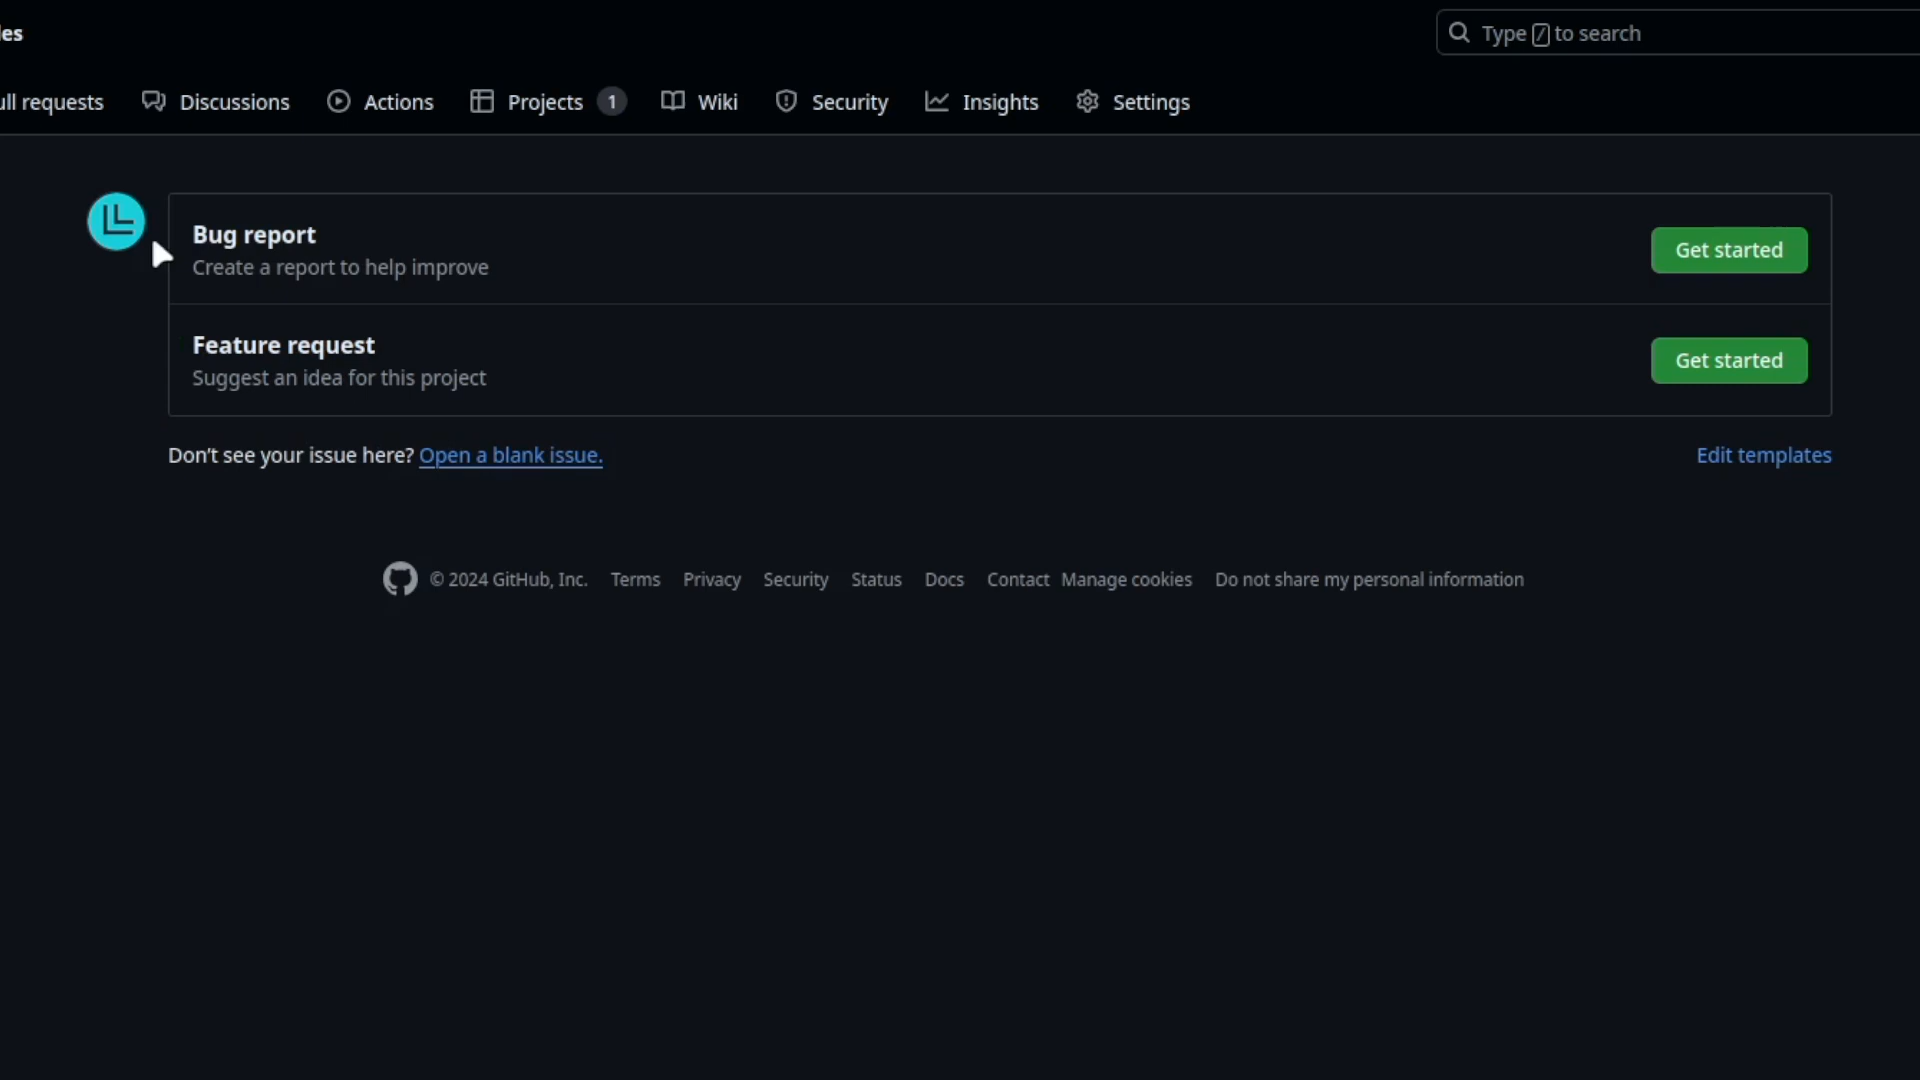 les
Type / to search
ull requests Discussions Actions Projects 1 Wiki Security Insights Settings
Bug report
Create a report to help improve
Get started
Feature request
Suggest an idea for this project
Get started
Don't see your issue here? Open a blank issue.
Edit templates
© 2024 GitHub, Inc. Terms Privacy Security Status Docs Contact Manage cookies Do not share my personal information